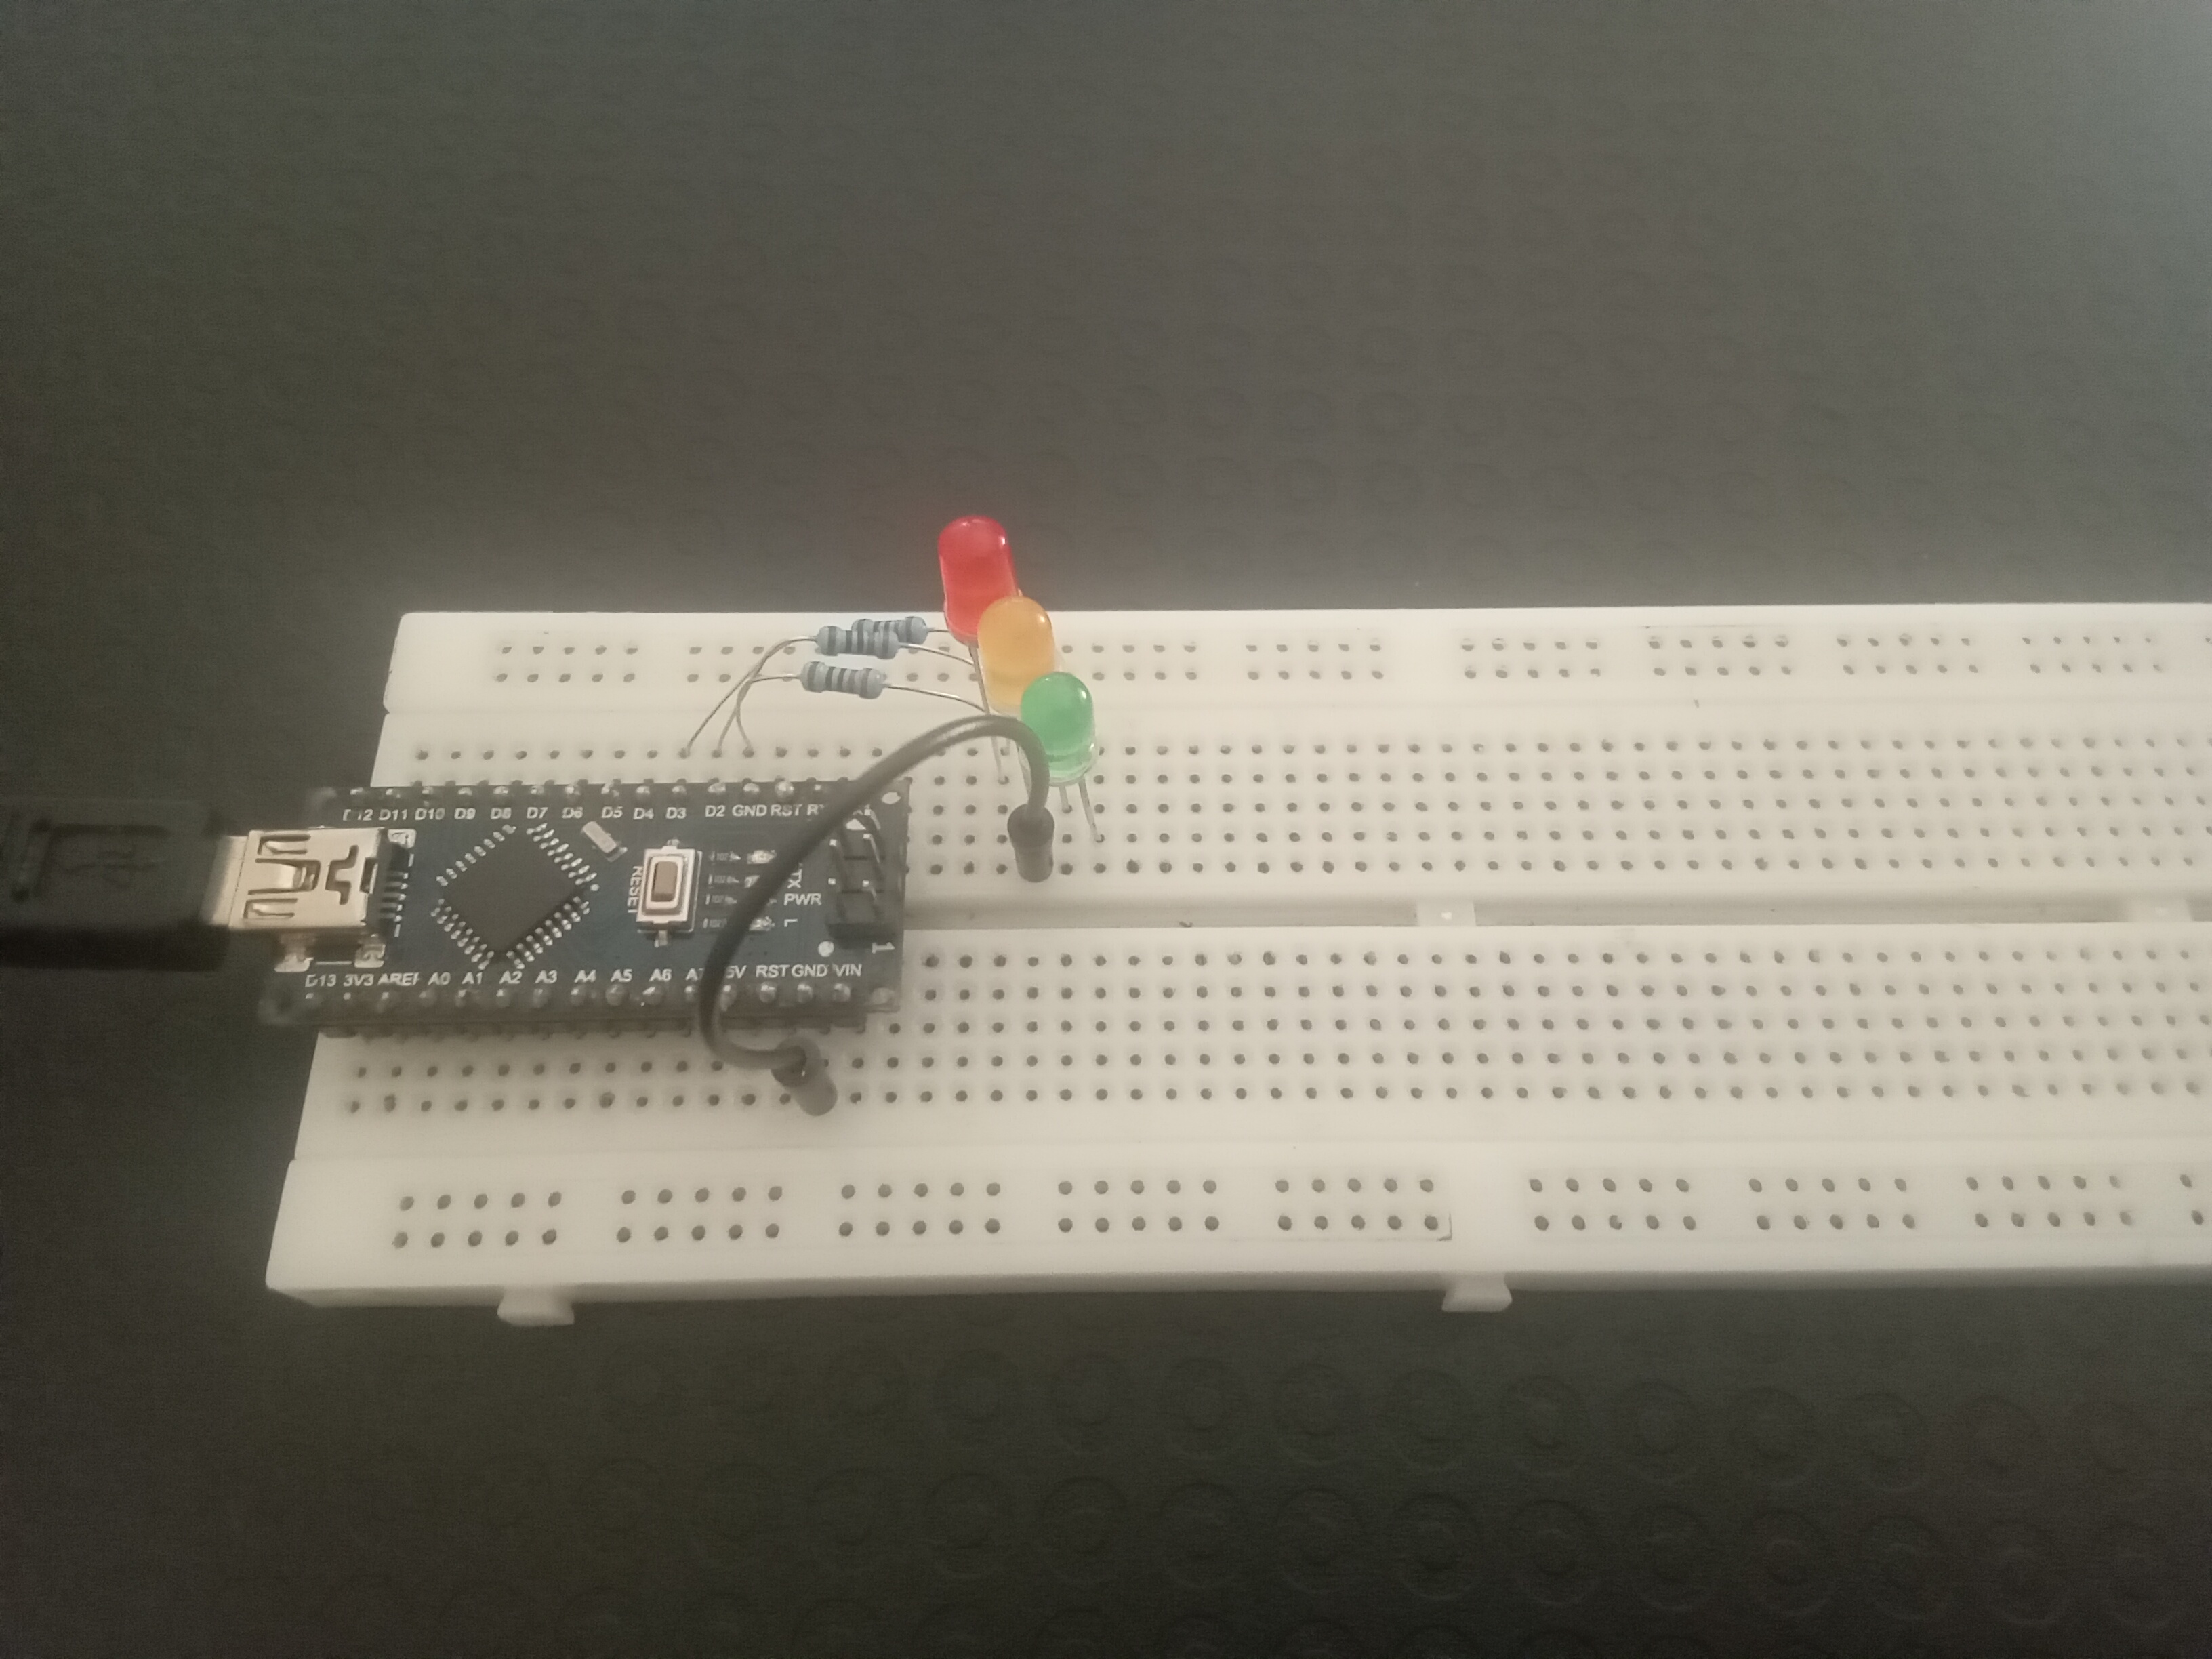 D12 D11 D10 D9 D8 D7 D6 D5 D4 D3 D2 GND RST
RESET
TX
PWR
L
1
D13 3V3 AREF A0 A1 A2 A3 A4 A5 A6 A7 5V RST GND VIN